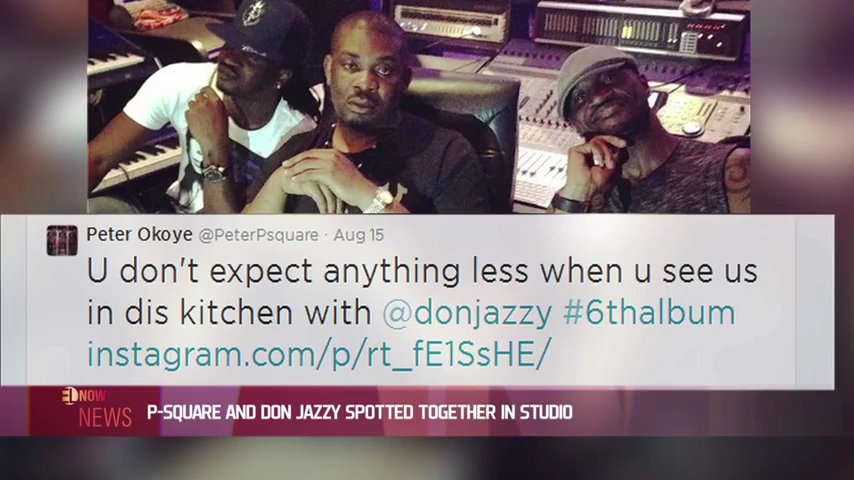 Peter Okoye @PeterPsquare · Aug 15
U don't expect anything less when u see us
in dis kitchen with @donjazzy #6thalbum
instagram.com/p/rt_fE1SsHE/
EL NOW
NEWS
P-SQUARE AND DON JAZZY SPOTTED TOGETHER IN STUDIO